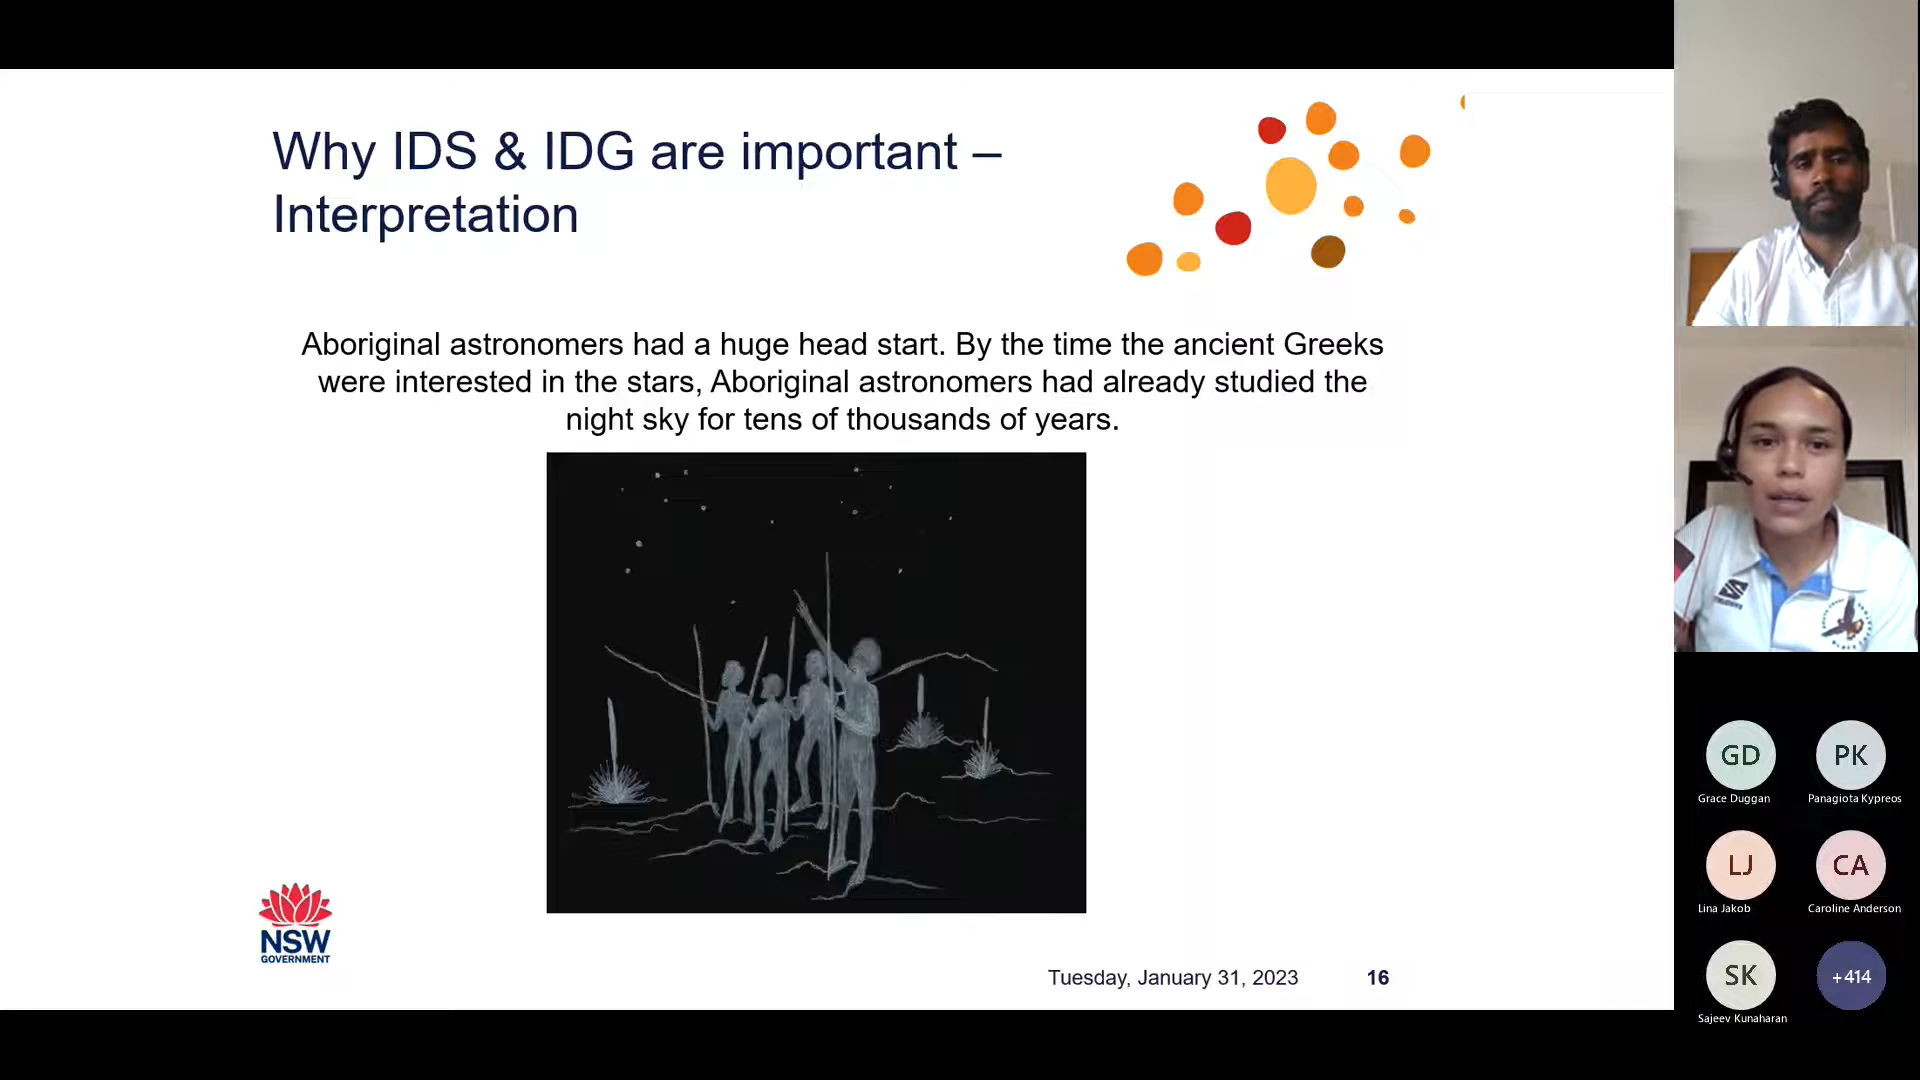 Why IDS & IDG are important –
Interpretation
Aboriginal astronomers had a huge head start. By the time the ancient Greeks
were interested in the stars, Aboriginal astronomers had already studied the
night sky for tens of thousands of years.
NSW
GOVERNMENT
Tuesday, January 31, 2023
16
GD
Grace Duggan
PK
Panagiota Kypreos
LJ
Lina Jakob
CA
Caroline Anderson
SK
Sajeev Kunaharan
+414